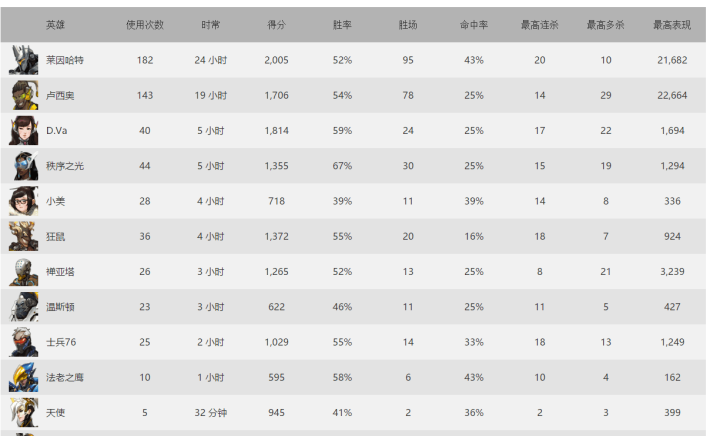 英雄 使用次数 时常 得分 胜率 胜场 命中率 最高连杀 最高多杀 最高表现
莱因哈特 182 24 小时 2,005 52% 95 43% 20 10 21,682
卢西奥 143 19 小时 1,706 54% 78 25% 14 29 22,664
D.Va 40 5 小时 1,814 59% 24 25% 17 22 1,694
秩序之光 44 5 小时 1,355 67% 30 25% 15 19 1,294
小美 28 4 小时 718 39% 11 39% 14 8 336
狂鼠 36 4 小时 1,372 55% 20 16% 18 7 924
禅亚塔 26 3 小时 1,265 52% 13 25% 8 21 3,239
温斯顿 23 3 小时 622 46% 11 25% 11 5 427
士兵76 25 2 小时 1,029 55% 14 33% 18 13 1,249
法老之鹰 10 1 小时 595 58% 6 43% 10 4 162
天使 5 32 分钟 945 41% 2 36% 2 3 399